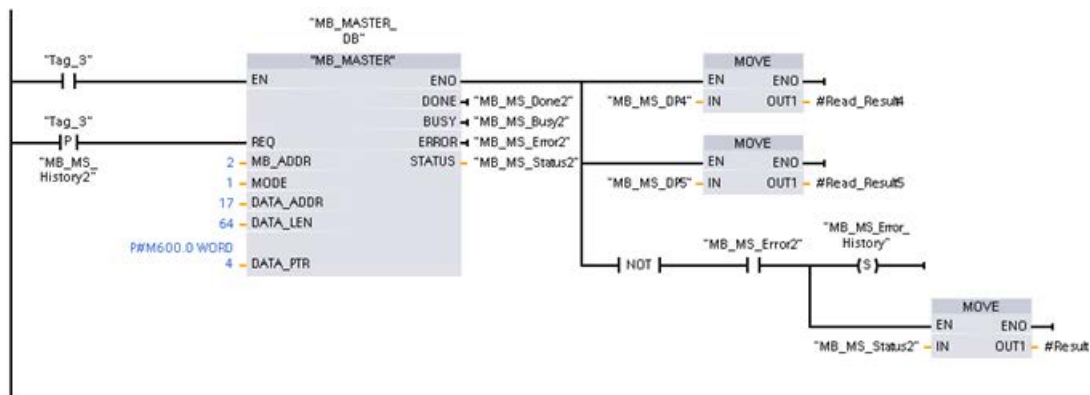 "MB_MASTER_
DB"
"Tag_3"
"MB_MASTER"
MOVE
EN
ENO
EN
ENO
DONE
"MB_MS_Done2"
"MB_MS_DP4"
IN
OUT1
#Read_Result4
"Tag_3"
BUSY
"MB_MS_Busy2"
P
REQ
ERROR
"MB_MS_Error2"
MOVE
"MB_MS_
History2"
2
MB_ADDR
STATUS
"MB_MS_Status2"
EN
ENO
1
MODE
"MB_MS_DP5"
IN
OUT1
#Read_Result5
17
DATA_ADDR
64
DATA_LEN
P#M600.0 WORD
4
DATA_PTR
"MB_MS_Error2"
"MB_MS_Error_
History"
NOT
S
MOVE
EN
ENO
"MB_MS_Status2"
IN
OUT1
#Result